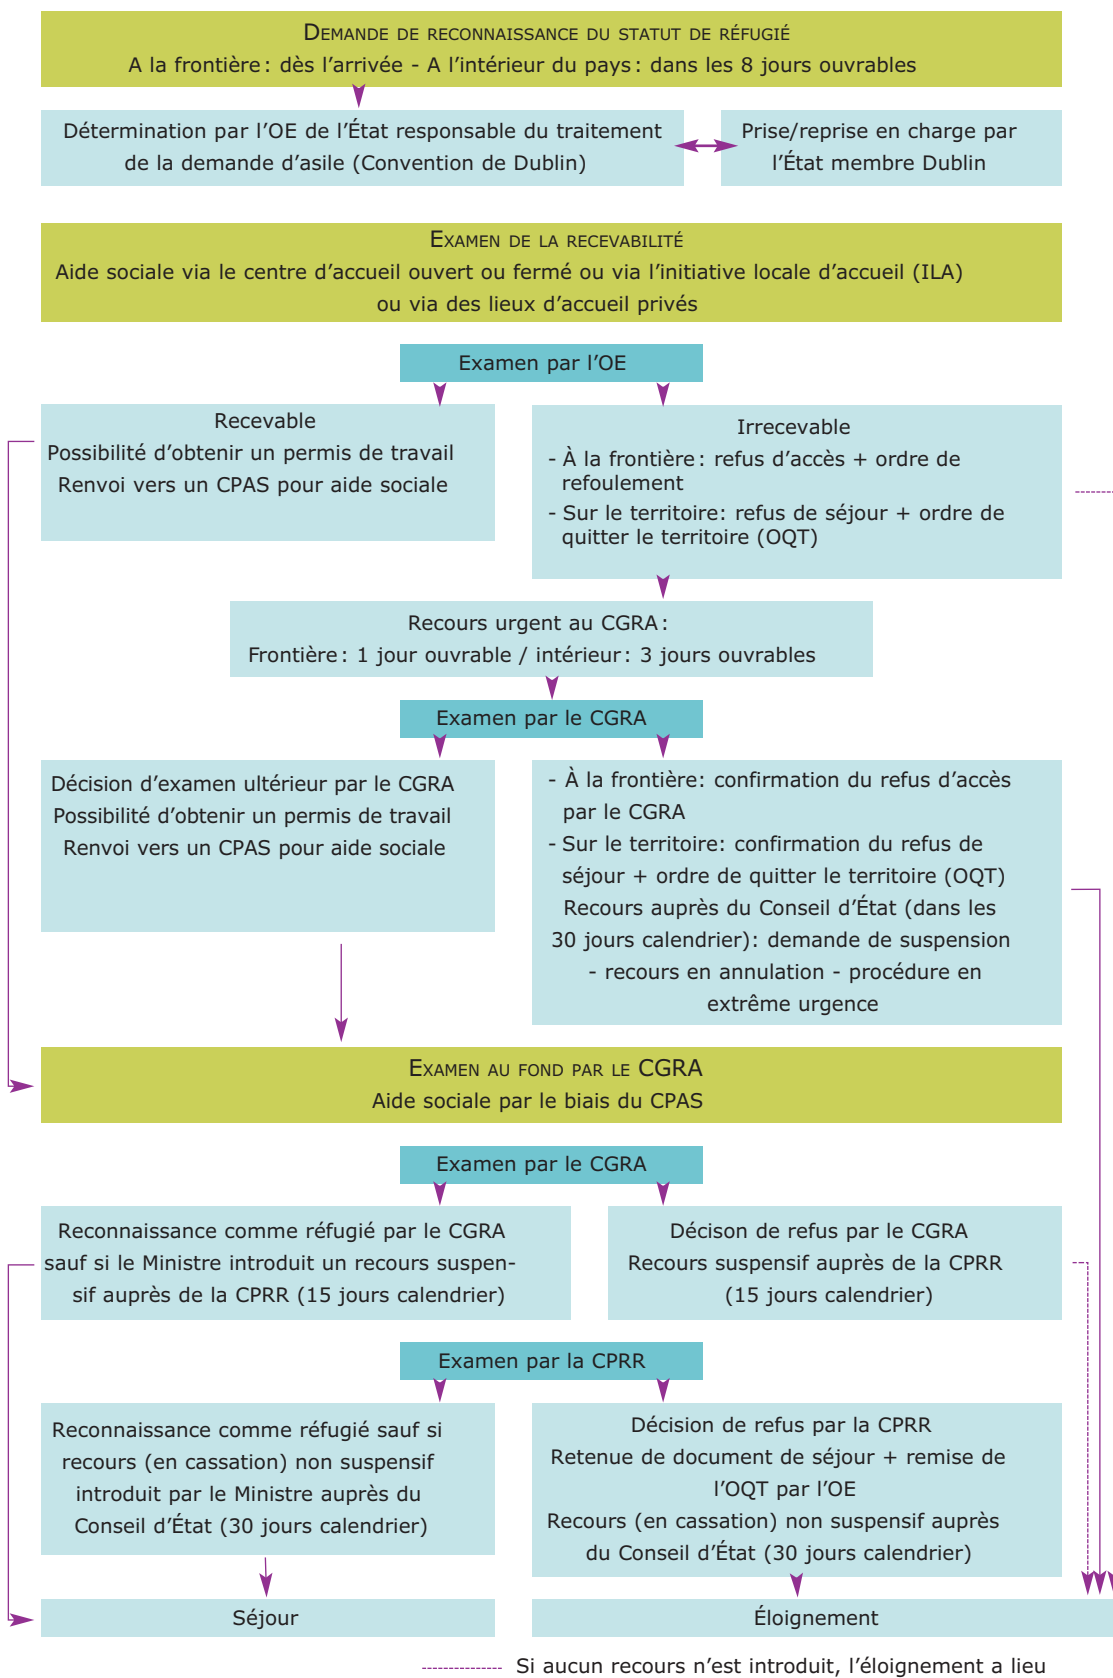 DEMANDE DE RECONNAISSANCE DU STATUT DE RÉFUGIÉ
A la frontière: dès l'arrivée - A l'intérieur du pays: dans les 8 jours ouvrables
Détermination par l'OE de l'État responsable du traitement
de la demande d'asile (Convention de Dublin)
Prise/reprise en charge par
l'État membre Dublin
EXAMEN DE LA RECEVABILITÉ
Aide sociale via le centre d'accueil ouvert ou fermé ou via l'initiative locale d'accueil (ILA)
ou via des lieux d'accueil privés
Examen par l'OE
Recevable
Possibilité d'obtenir un permis de travail
Renvoi vers un CPAS pour aide sociale
Irrecevable
- À la frontière: refus d'accès + ordre de
refoulement
- Sur le territoire: refus de séjour + ordre de
quitter le territoire (OQT)
Recours urgent au CGRA:
Frontière: 1 jour ouvrable / intérieur: 3 jours ouvrables
Examen par le CGRA
Décision d'examen ultérieur par le CGRA
Possibilité d'obtenir un permis de travail
Renvoi vers un CPAS pour aide sociale
- À la frontière: confirmation du refus d'accès
par le CGRA
- Sur le territoire: confirmation du refus de
séjour + ordre de quitter le territoire (OQT)
Recours auprès du Conseil d'État (dans les
30 jours calendrier): demande de suspension
- recours en annulation - procédure en
extrême urgence
EXAMEN AU FOND PAR LE CGRA
Aide sociale par le biais du CPAS
Examen par le CGRA
Reconnaissance comme réfugié par le CGRA
sauf si le Ministre introduit un recours suspen-
sif auprès de la CPRR (15 jours calendrier)
Décison de refus par le CGRA
Recours suspensif auprès de la CPRR
(15 jours calendrier)
Examen par la CPRR
Reconnaissance comme réfugié sauf si
recours (en cassation) non suspensif
introduit par le Ministre auprès du
Conseil d'État (30 jours calendrier)
Décision de refus par la CPRR
Retenue de document de séjour + remise de
l'OQT par l'OE
Recours (en cassation) non suspensif auprès
du Conseil d'État (30 jours calendrier)
Séjour
Éloignement
Si aucun recours n'est introduit, l'éloignement a lieu